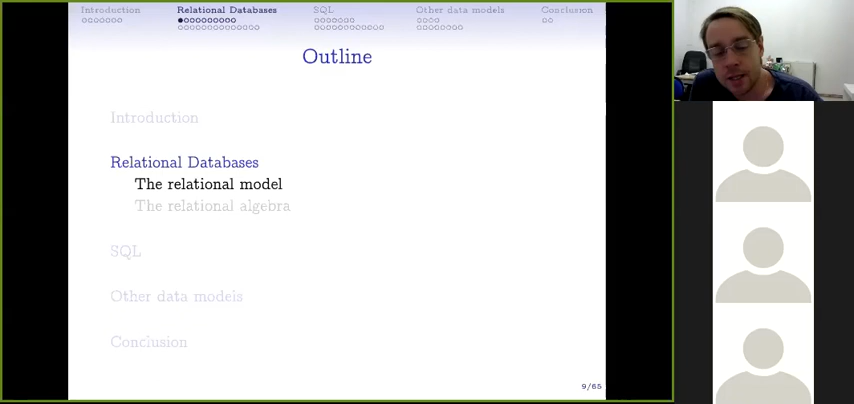 Introduction Relational Databases SQL Other data models Conclusion
Outline
Introduction
Relational Databases
The relational model
The relational algebra
SQL
Other data models
Conclusion
9/65